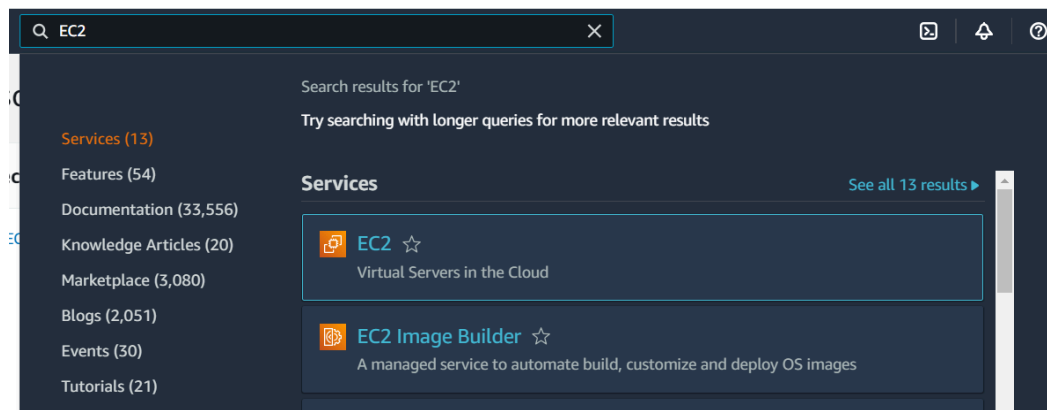 EC2
Search results for 'EC2'
Try searching with longer queries for more relevant results
Services (13)
Features (54)
Documentation (33,556)
Knowledge Articles (20)
Marketplace (3,080)
Blogs (2,051)
Events (30)
Tutorials (21)
Services
See all 13 results
EC2
Virtual Servers in the Cloud
EC2 Image Builder
A managed service to automate build, customize and deploy OS images